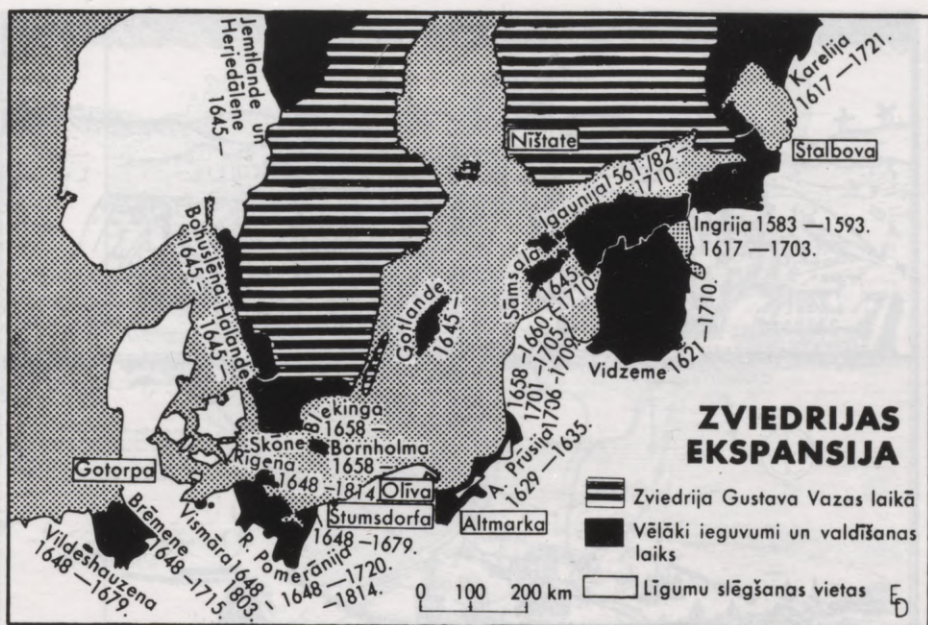 Jemtlande un
Herjedālene
1645 —
Karelija
1617 —1721.
Ništate
Stalbova
Igaunija 1561./82.—
1710.
Ingrija 1583 —1593.
1617 —1703.
Bohuslēna
1645 —
Hālande
1645 —
Gotlande
1645 —
Sāmsala
1645—
1710.
Vidzeme 1621 —1710.
1658 —1660,
1701 —1705,
1706 —1709.
A. Prūsija
1629 —1635.
Blekinga
1658 —
Skōne
Bornholma
1658 —
Rīgena
1648 —1814.
Gotorpa
Olīva
Štumsdorfa
Altmarka
1648 —1679.
R. Pomerānija
1648 —1720.
—1814.
Vismāra 1648
1803.
Brēmene
1648 —1715.
Vildeshauzena
1648 —1679.
ZVIEDRIJAS
EKSPANSIJA
Zviedrija Gustava Vazas laikā
Vēlāki ieguvumi un valdīšanas
laiks
Līgumu slēgšanas vietas
0 100 200 km
ED